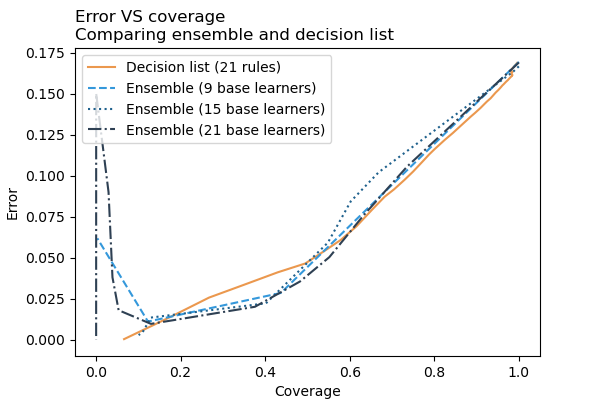 Error VS coverage
Comparing ensemble and decision list
0.175
0.150
0.125
0.100
0.075
0.050
0.025
0.000
Error
Decision list (21 rules)
Ensemble (9 base learners)
Ensemble (15 base learners)
Ensemble (21 base learners)
0.0 0.2 0.4 0.6 0.8 1.0
Coverage